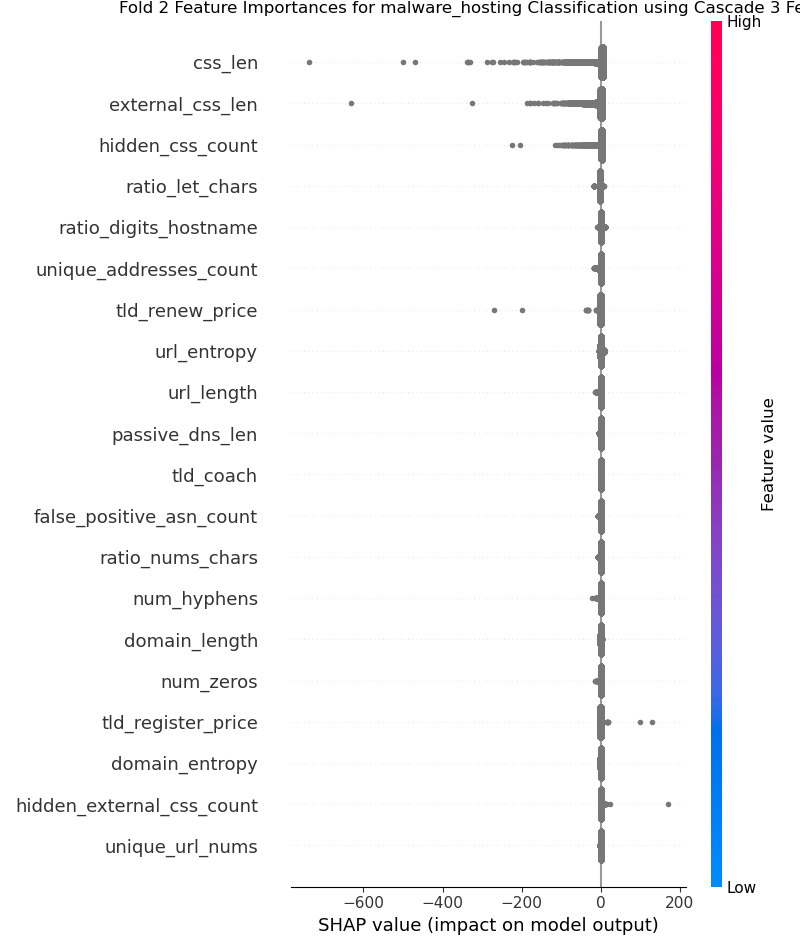 Fold 2 Feature Importances for malware_hosting Classification using Cascade 3 Fe
High
css_len
external_css_len
hidden_css_count
ratio_let_chars
ratio_digits_hostname
unique_addresses_count
tld_renew_price
url_entropy
url_length
passive_dns_len
tld_coach
false_positive_asn_count
ratio_nums_chars
num_hyphens
domain_length
num_zeros
tld_register_price
domain_entropy
hidden_external_css_count
unique_url_nums
Feature value
Low
−600 −400 −200 0 200
SHAP value (impact on model output)